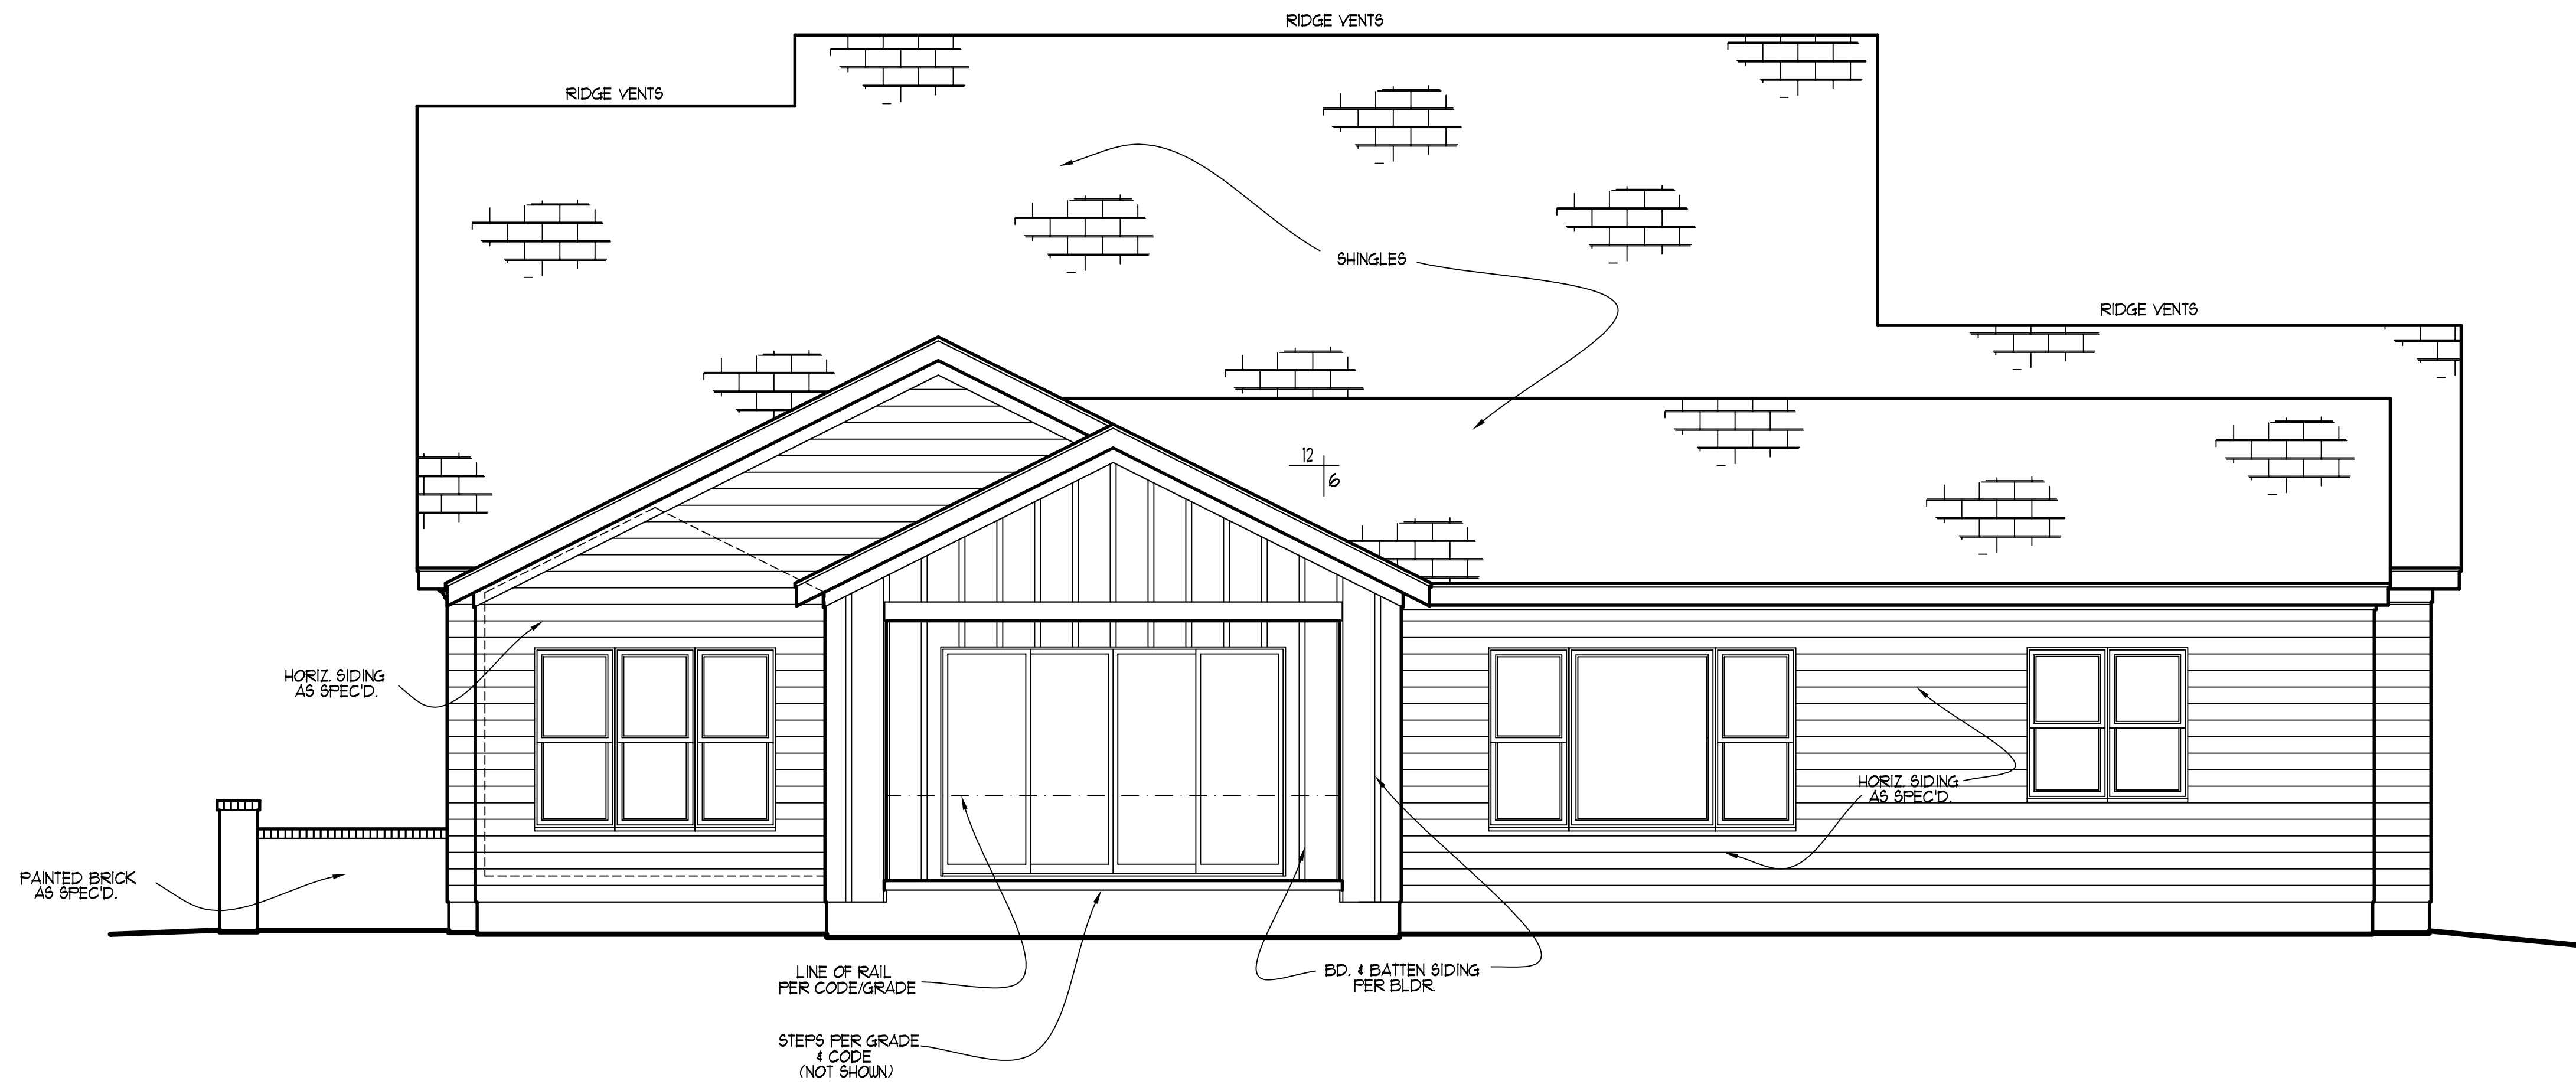 RIDGE VENTS
RIDGE VENTS
SHINGLES
RIDGE VENTS
12
6
HORIZ. SIDING
AS SPEC'D.
HORIZ. SIDING
AS SPEC'D.
PAINTED BRICK
AS SPEC'D.
LINE OF RAIL
PER CODE/GRADE
BD. & BATTEN SIDING
PER BLDR.
STEPS PER GRADE
& CODE
(NOT SHOWN)